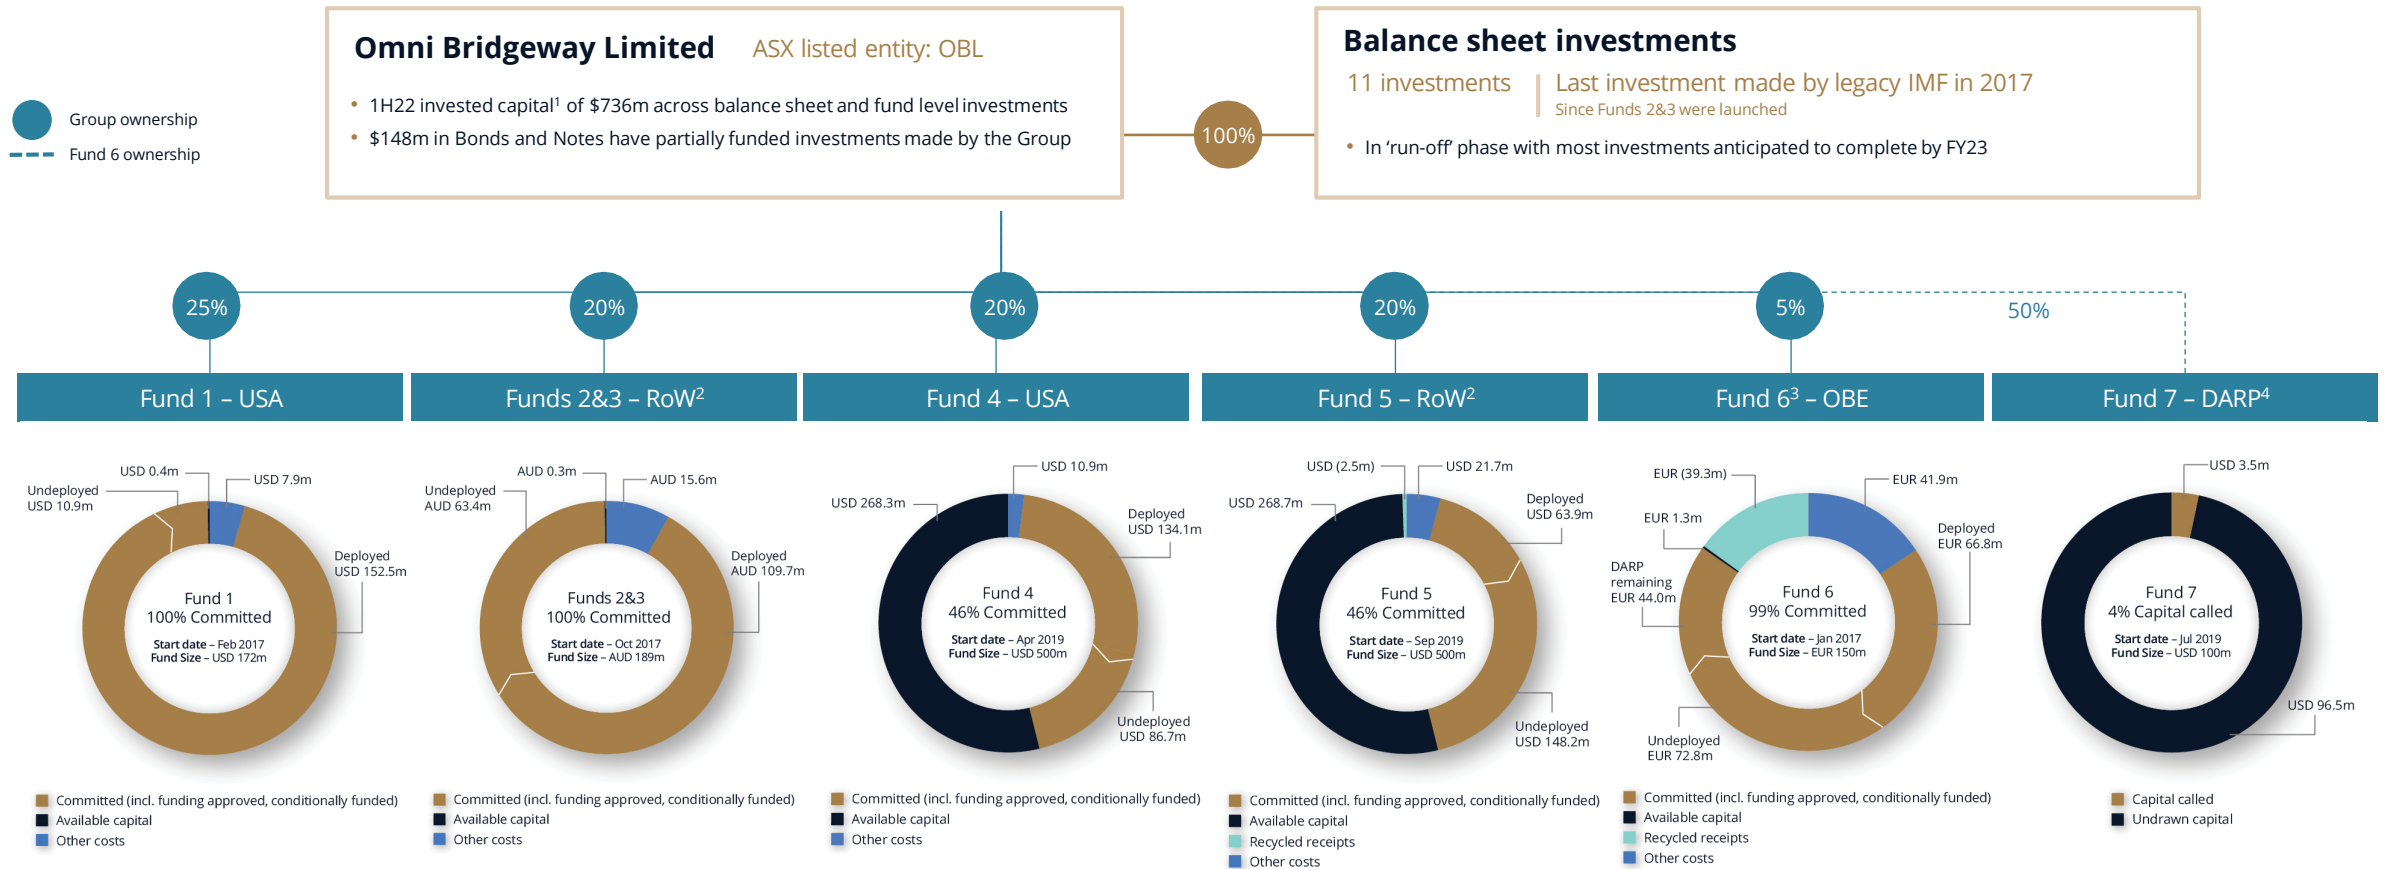 Omni Bridgeway Limited ASX listed entity: OBL
• 1H22 invested capital¹ of $736m across balance sheet and fund level investments
• $148m in Bonds and Notes have partially funded investments made by the Group
100%
Balance sheet investments
11 investments
Last investment made by legacy IMF in 2017
Since Funds 2&3 were launched
• In ‘run-off’ phase with most investments anticipated to complete by FY23
Group ownership
Fund 6 ownership
25%
20%
20%
20%
5%
50%
Fund 1 – USA
Funds 2&3 – RoW²
Fund 4 – USA
Fund 5 – RoW²
Fund 6³ – OBE
Fund 7 – DARP⁴
USD 0.4m
USD 7.9m
Undeployed
USD 10.9m
Deployed
USD 152.5m
Fund 1
100% Committed
Start date – Feb 2017
Fund Size – USD 172m
Committed (incl. funding approved, conditionally funded)
Available capital
Other costs
AUD 0.3m
AUD 15.6m
Undeployed
AUD 63.4m
Deployed
AUD 109.7m
Funds 2&3
100% Committed
Start date – Oct 2017
Fund Size – AUD 189m
Committed (incl. funding approved, conditionally funded)
Available capital
Other costs
USD 10.9m
USD 268.3m
Deployed
USD 134.1m
Fund 4
46% Committed
Start date – Apr 2019
Fund Size – USD 500m
Undeployed
USD 86.7m
Committed (incl. funding approved, conditionally funded)
Available capital
Other costs
USD (2.5m)
USD 21.7m
USD 268.7m
Deployed
USD 63.9m
Fund 5
46% Committed
Start date – Sep 2019
Fund Size – USD 500m
Undeployed
USD 148.2m
Committed (incl. funding approved, conditionally funded)
Available capital
Recycled receipts
Other costs
EUR (39.3m)
EUR 41.9m
EUR 1.3m
Deployed
EUR 66.8m
DARP
remaining
EUR 44.0m
Fund 6
99% Committed
Start date – Jan 2017
Fund Size – EUR 150m
Undeployed
EUR 72.8m
Committed (incl. funding approved, conditionally funded)
Available capital
Recycled receipts
Other costs
USD 3.5m
Fund 7
4% Capital called
Start date – Jul 2019
Fund Size – USD 100m
USD 96.5m
Capital called
Undrawn capital